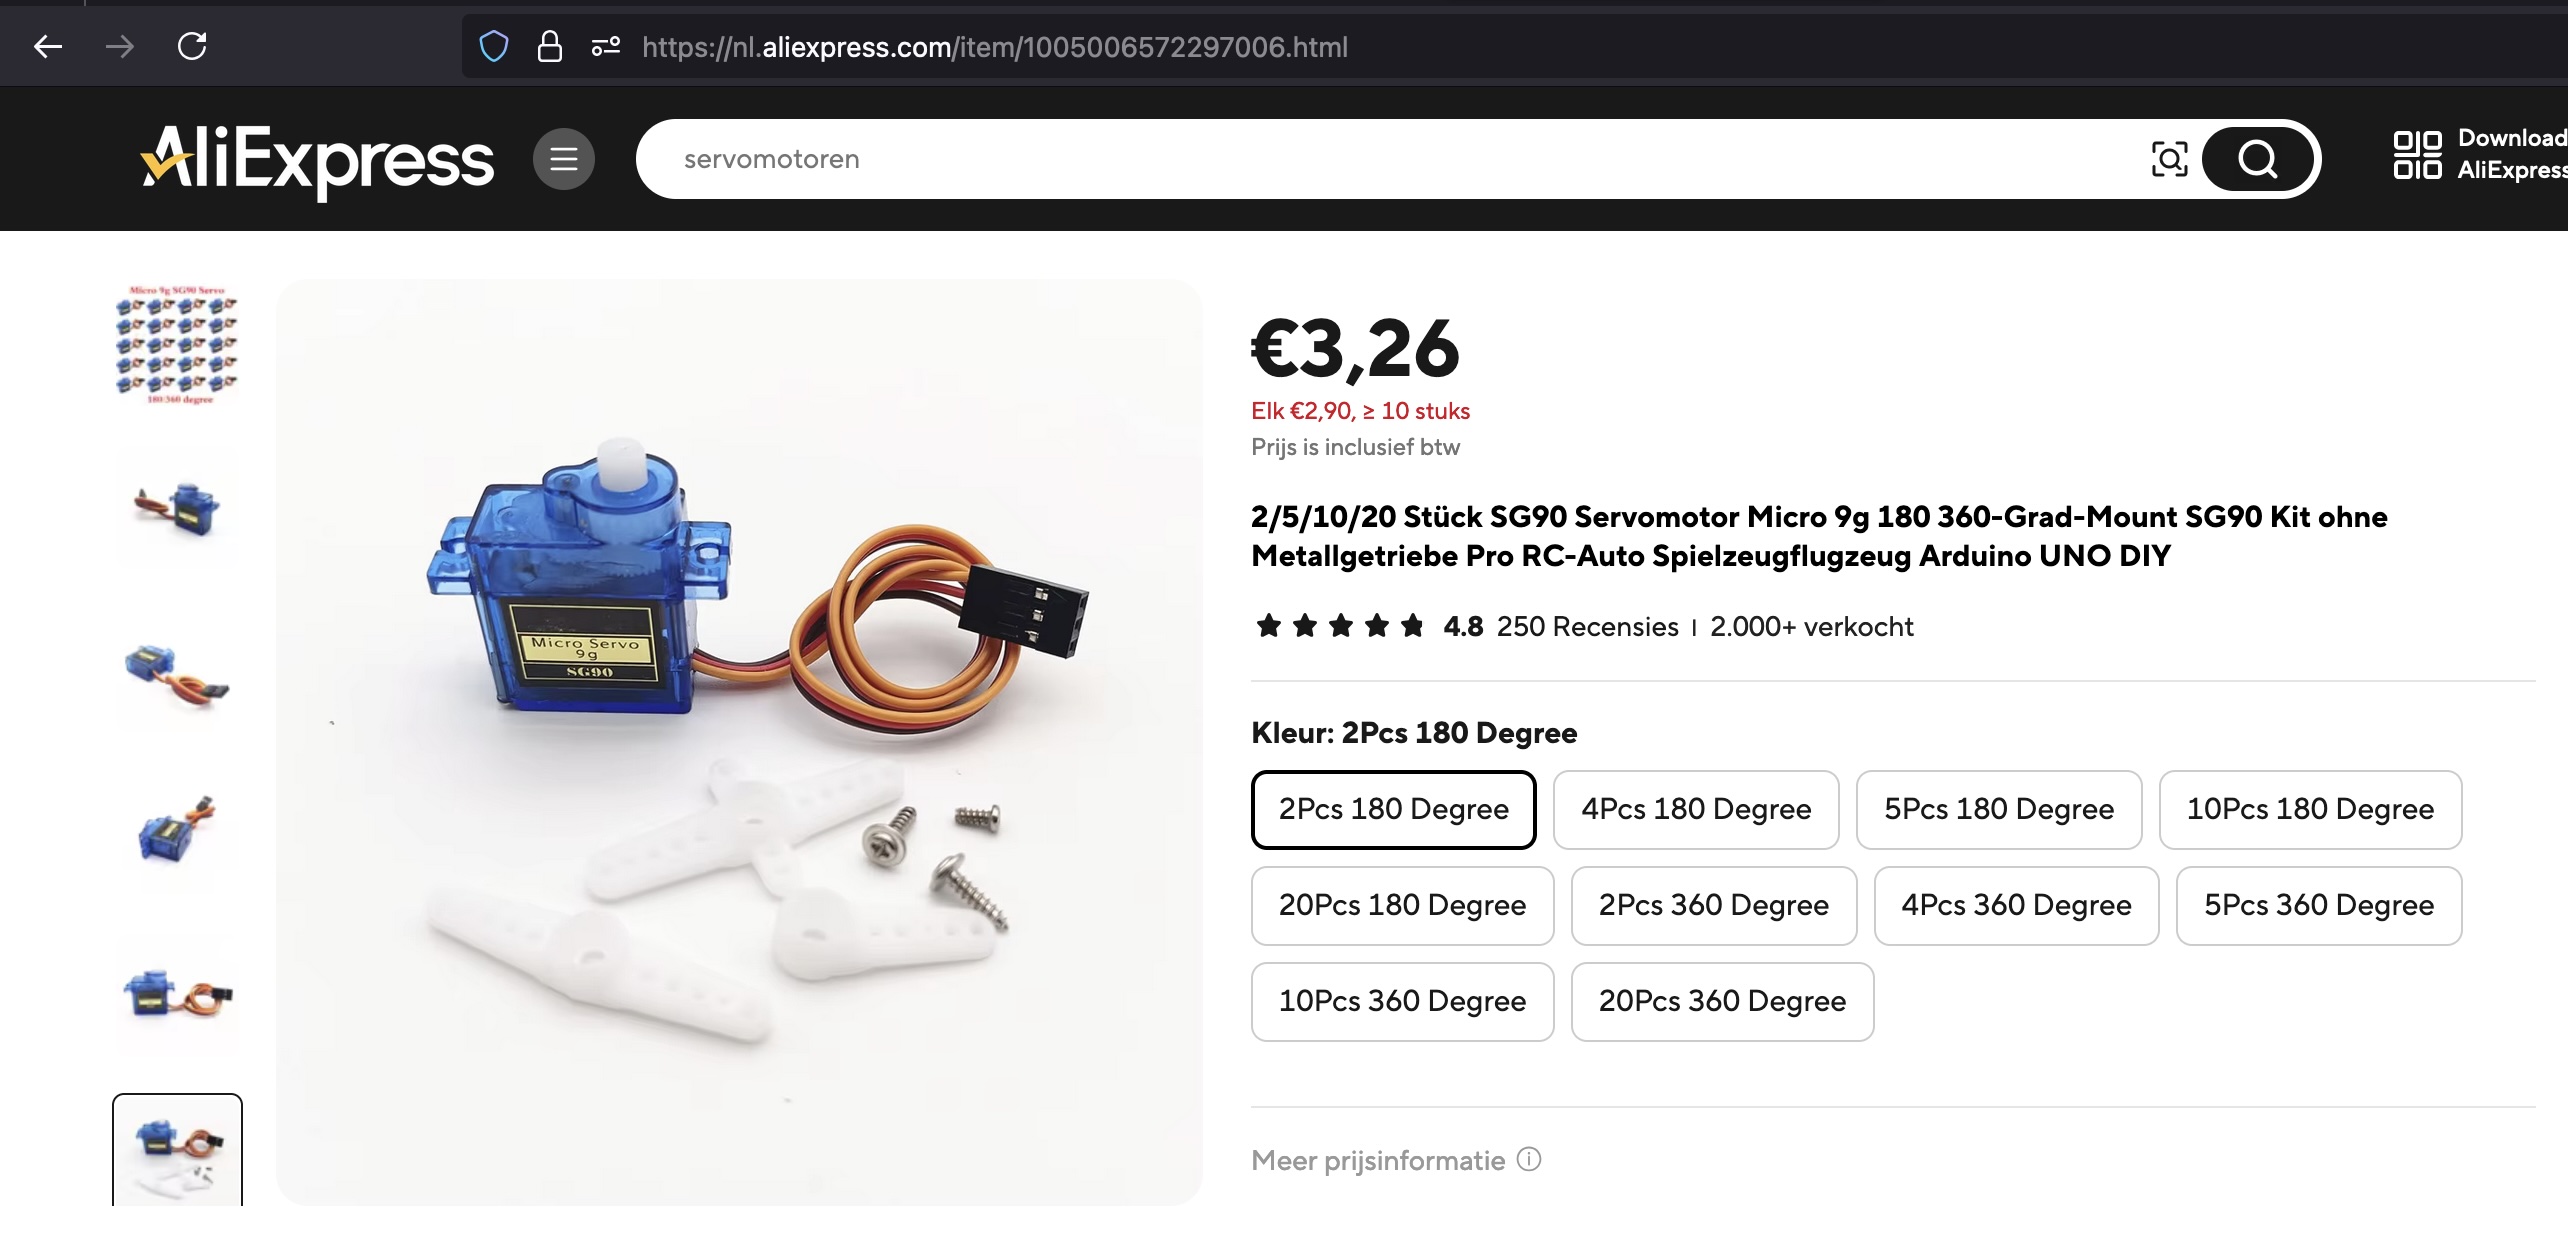 https://nl.aliexpress.com/item/1005006572297006.html
AliExpress
servomotoren
Download
AliExpress
Micro 9g SG90 Servo
180/360 degree
Micro Servo
9g
SG90
€3,26
Elk €2,90, ≥ 10 stuks
Prijs is inclusief btw
2/5/10/20 Stück SG90 Servomotor Micro 9g 180 360-Grad-Mount SG90 Kit ohne
Metallgetriebe Pro RC-Auto Spielzeugflugzeug Arduino UNO DIY
4.8 250 Recensies | 2.000+ verkocht
Kleur: 2Pcs 180 Degree
2Pcs 180 Degree 4Pcs 180 Degree 5Pcs 180 Degree 10Pcs 180 Degree
20Pcs 180 Degree 2Pcs 360 Degree 4Pcs 360 Degree 5Pcs 360 Degree
10Pcs 360 Degree 20Pcs 360 Degree
Meer prijsinformatie